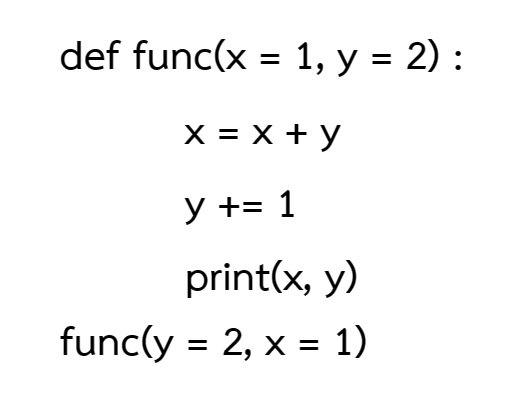 def func(x = 1, y = 2) :
x = x + y
y += 1
print(x, y)
func(y = 2, x = 1)